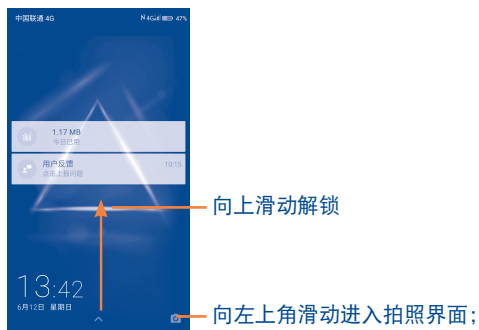 中国联通 4G
N 4G 47%
1.17 MB
今日已用
用户反馈 10:15
点击上报问题
向上滑动解锁
13:42
6月12日 星期日
向左上角滑动进入拍照界面；